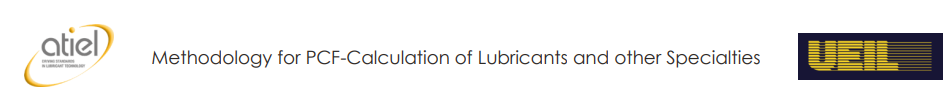 atiel
DRIVING STANDARDS
IN LUBRICANT TECHNOLOGY
Methodology for PCF-Calculation of Lubricants and other Specialties
UEIL